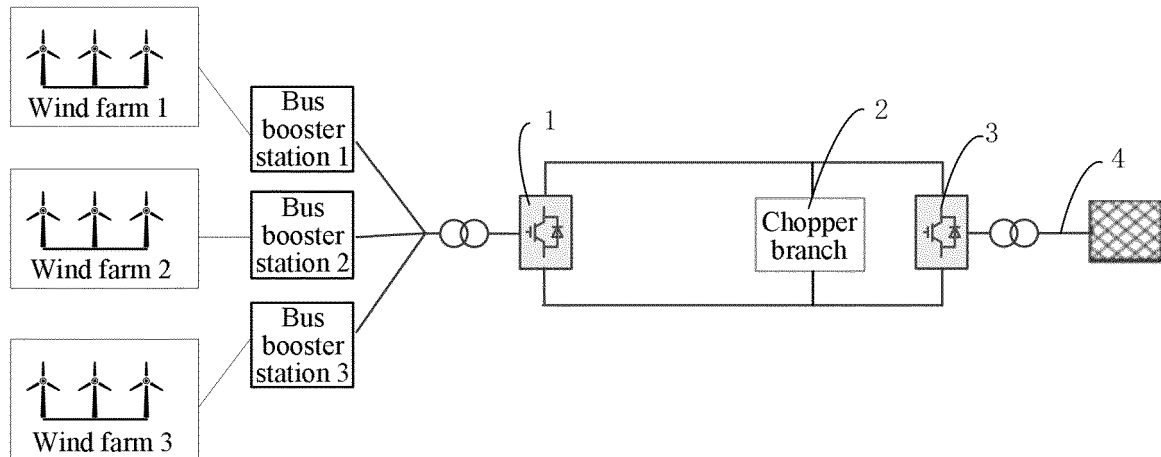 Wind farm 1
Bus
booster
station 1
Wind farm 2
Bus
booster
station 2
Wind farm 3
Bus
booster
station 3
1
2
Chopper
branch
3
4